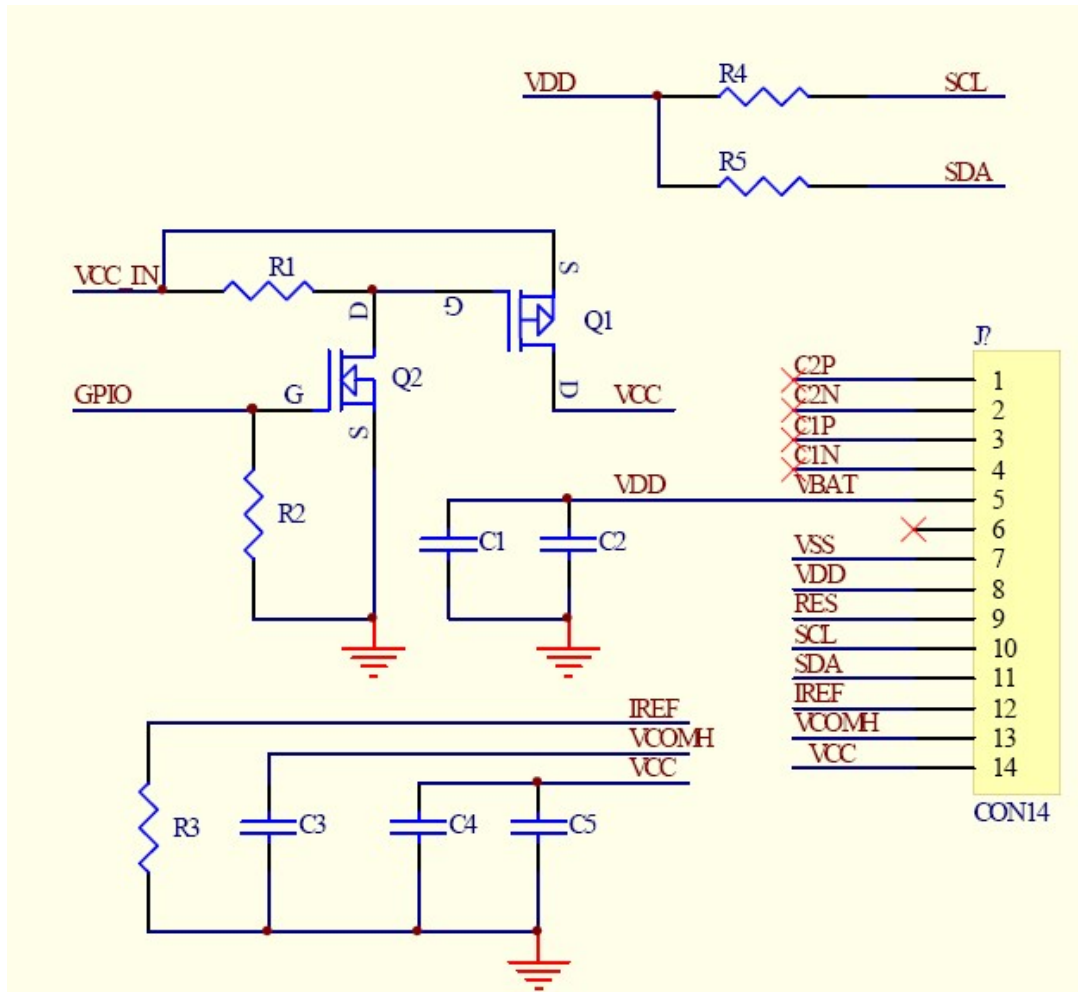 VDD
R4
SCL
R5
SDA
VCC_IN
R1
D
G
S
Q1
D
VCC
GPIO
G
Q2
S
R2
J?
C2P
1
C2N
2
C1P
3
C1N
4
VDD
VBAT
5
C1
C2
6
VSS
7
VDD
8
RES
9
SCL
10
SDA
11
IREF
12
VCOMH
13
VCC
14
CON14
IREF
VCOMH
VCC
R3
C3
C4
C5